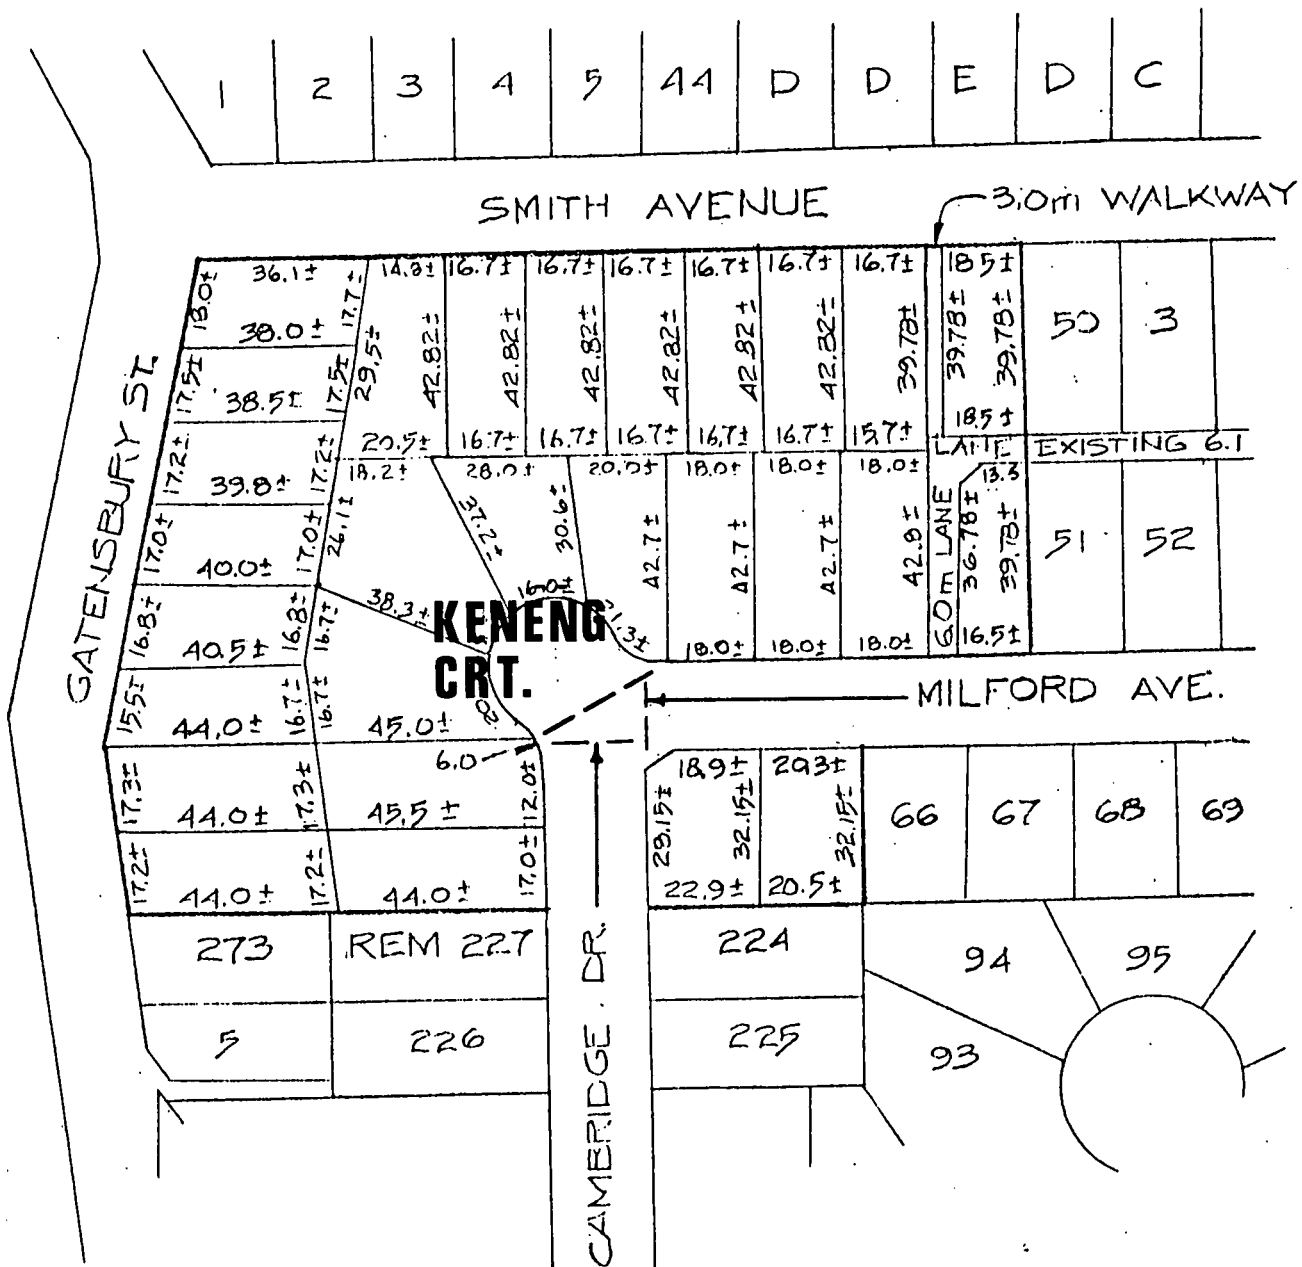 1 2 3 4 5 44 D D E D C
SMITH AVENUE
3.0m WALKWAY
36.1± 14.8± 16.7± 16.7± 16.7± 16.7± 16.7± 16.7± 18.5±
18.0± 17.7±
38.0±
29.5± 42.82± 42.82± 42.82± 42.82± 42.82± 42.82± 39.78± 39.78± 39.78± 50 3
17.5± 17.5±
38.5±
20.5± 16.7± 16.7± 16.7± 16.7± 16.7± 15.7± 18.5±
LANE EXISTING 6.1
17.2± 17.2±
18.2± 28.0± 20.0± 18.0± 18.0± 18.0± 13.3
39.8±
GATENSBURY ST.
17.0± 17.0± 26.1± 37.2± 30.6± 42.7± 42.7± 42.7± 42.8± 6.0m LANE 36.78± 39.78± 51 52
40.0±
16.8± 16.8± 16.7±
38.3± 16.0±
KENENG
CRT.
40.5±
18.0± 18.0± 18.0± 16.5±
15.5± 16.7± 16.7±
MILFORD AVE.
44.0± 45.0±
6.0
18.9± 20.3±
17.3± 17.3± 12.0± 29.15± 32.15± 32.15± 66 67 68 69
44.0± 45.5±
17.2± 17.2± 17.0±
44.0± 44.0± 22.9± 20.5±
273 REM 227 224 94 95
5 226 225 93
CAMBRIDGE DR.